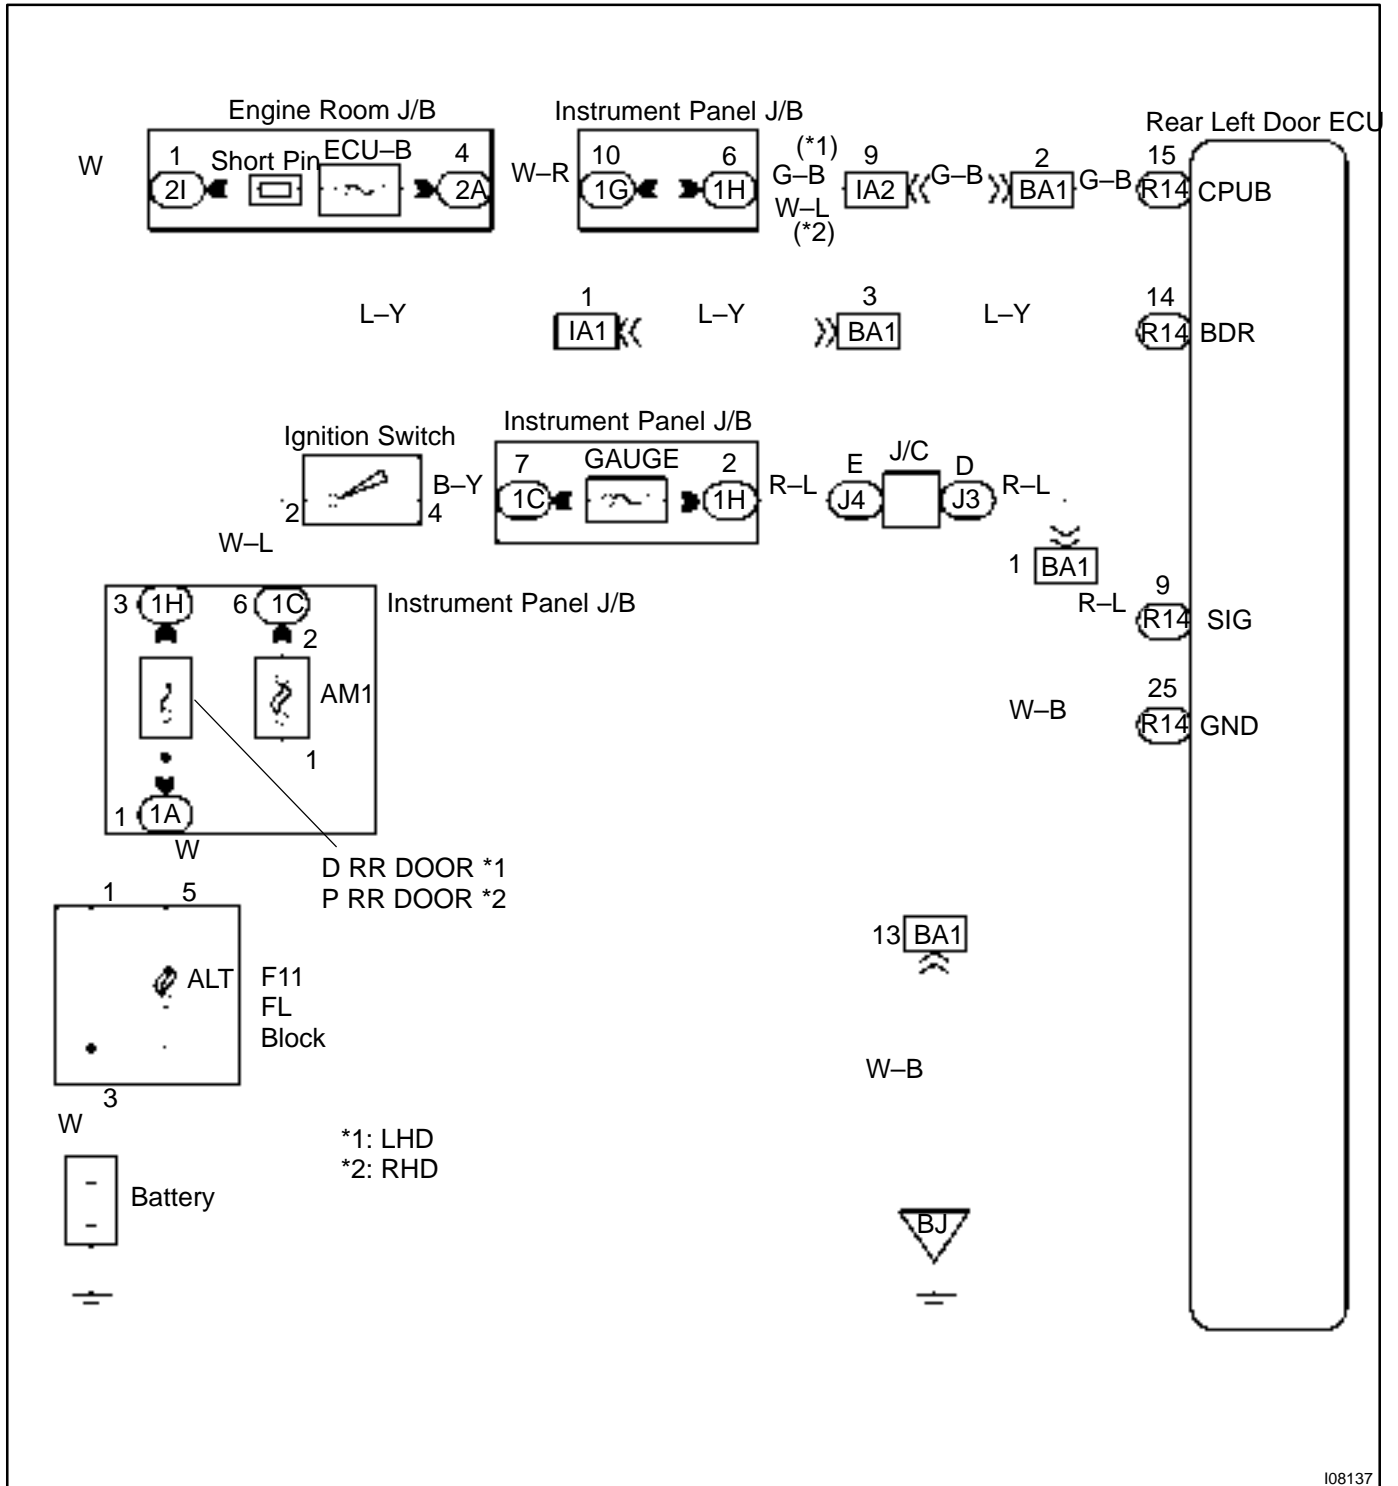 Engine Room J/B
Instrument Panel J/B
Rear Left Door ECU
W
1
Short Pin
ECU–B
4
2I
2A
W–R
10
6
1G
1H
(*1)
G–B
W–L
(*2)
9
IA2
G–B
2
BA1
G–B
15
R14
CPUB
L–Y
1
IA1
L–Y
3
BA1
L–Y
14
R14
BDR
Ignition Switch
2
4
B–Y
Instrument Panel J/B
7
GAUGE
2
1C
1H
R–L
E
J/C
D
J4
J3
R–L
W–L
1
BA1
R–L
9
R14
SIG
3
1H
6
1C
Instrument Panel J/B
2
AM1
1
1
1A
W
W–B
25
R14
GND
D RR DOOR *1
P RR DOOR *2
1
5
ALT
F11
FL
Block
3
13
BA1
W–B
W
Battery
*1: LHD
*2: RHD
BJ
I08137